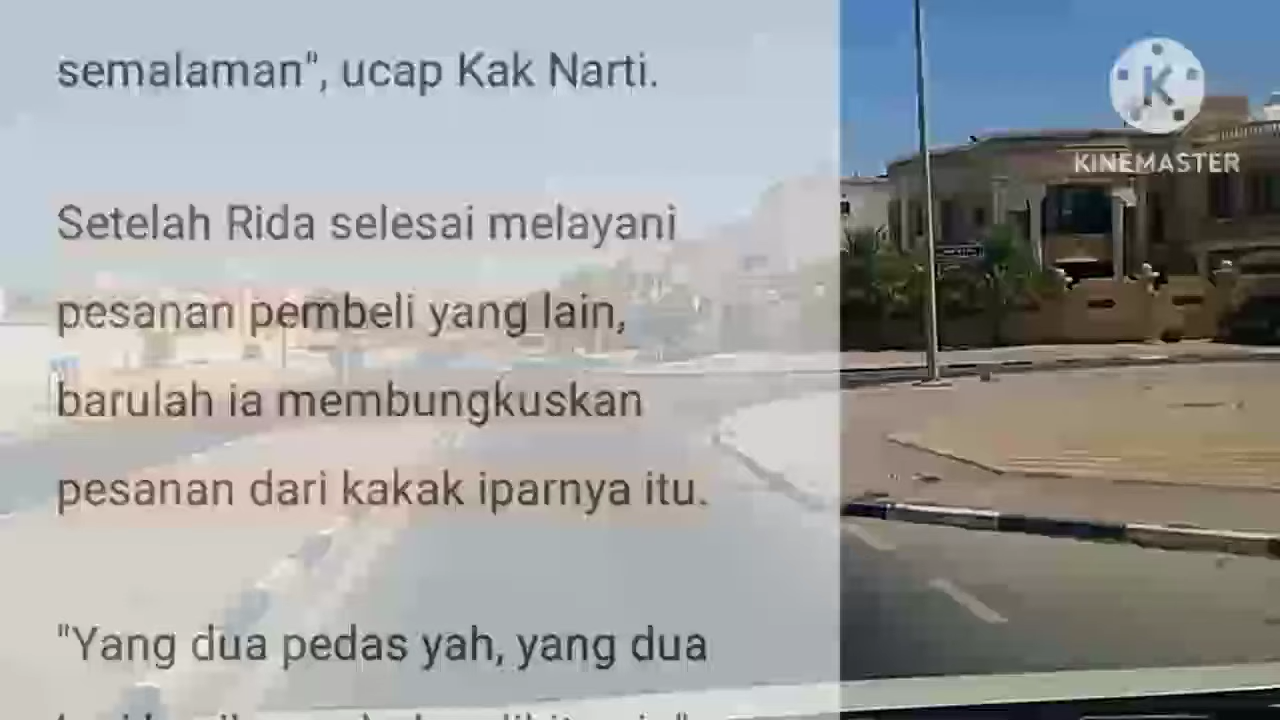 semalaman", ucap Kak Narti.
Setelah Rida selesai melayani
pesanan pembeli yang lain,
barulah ia membungkuskan
pesanan dari kakak iparnya itu.
"Yang dua pedas yah, yang dua
K
KINEMASTER